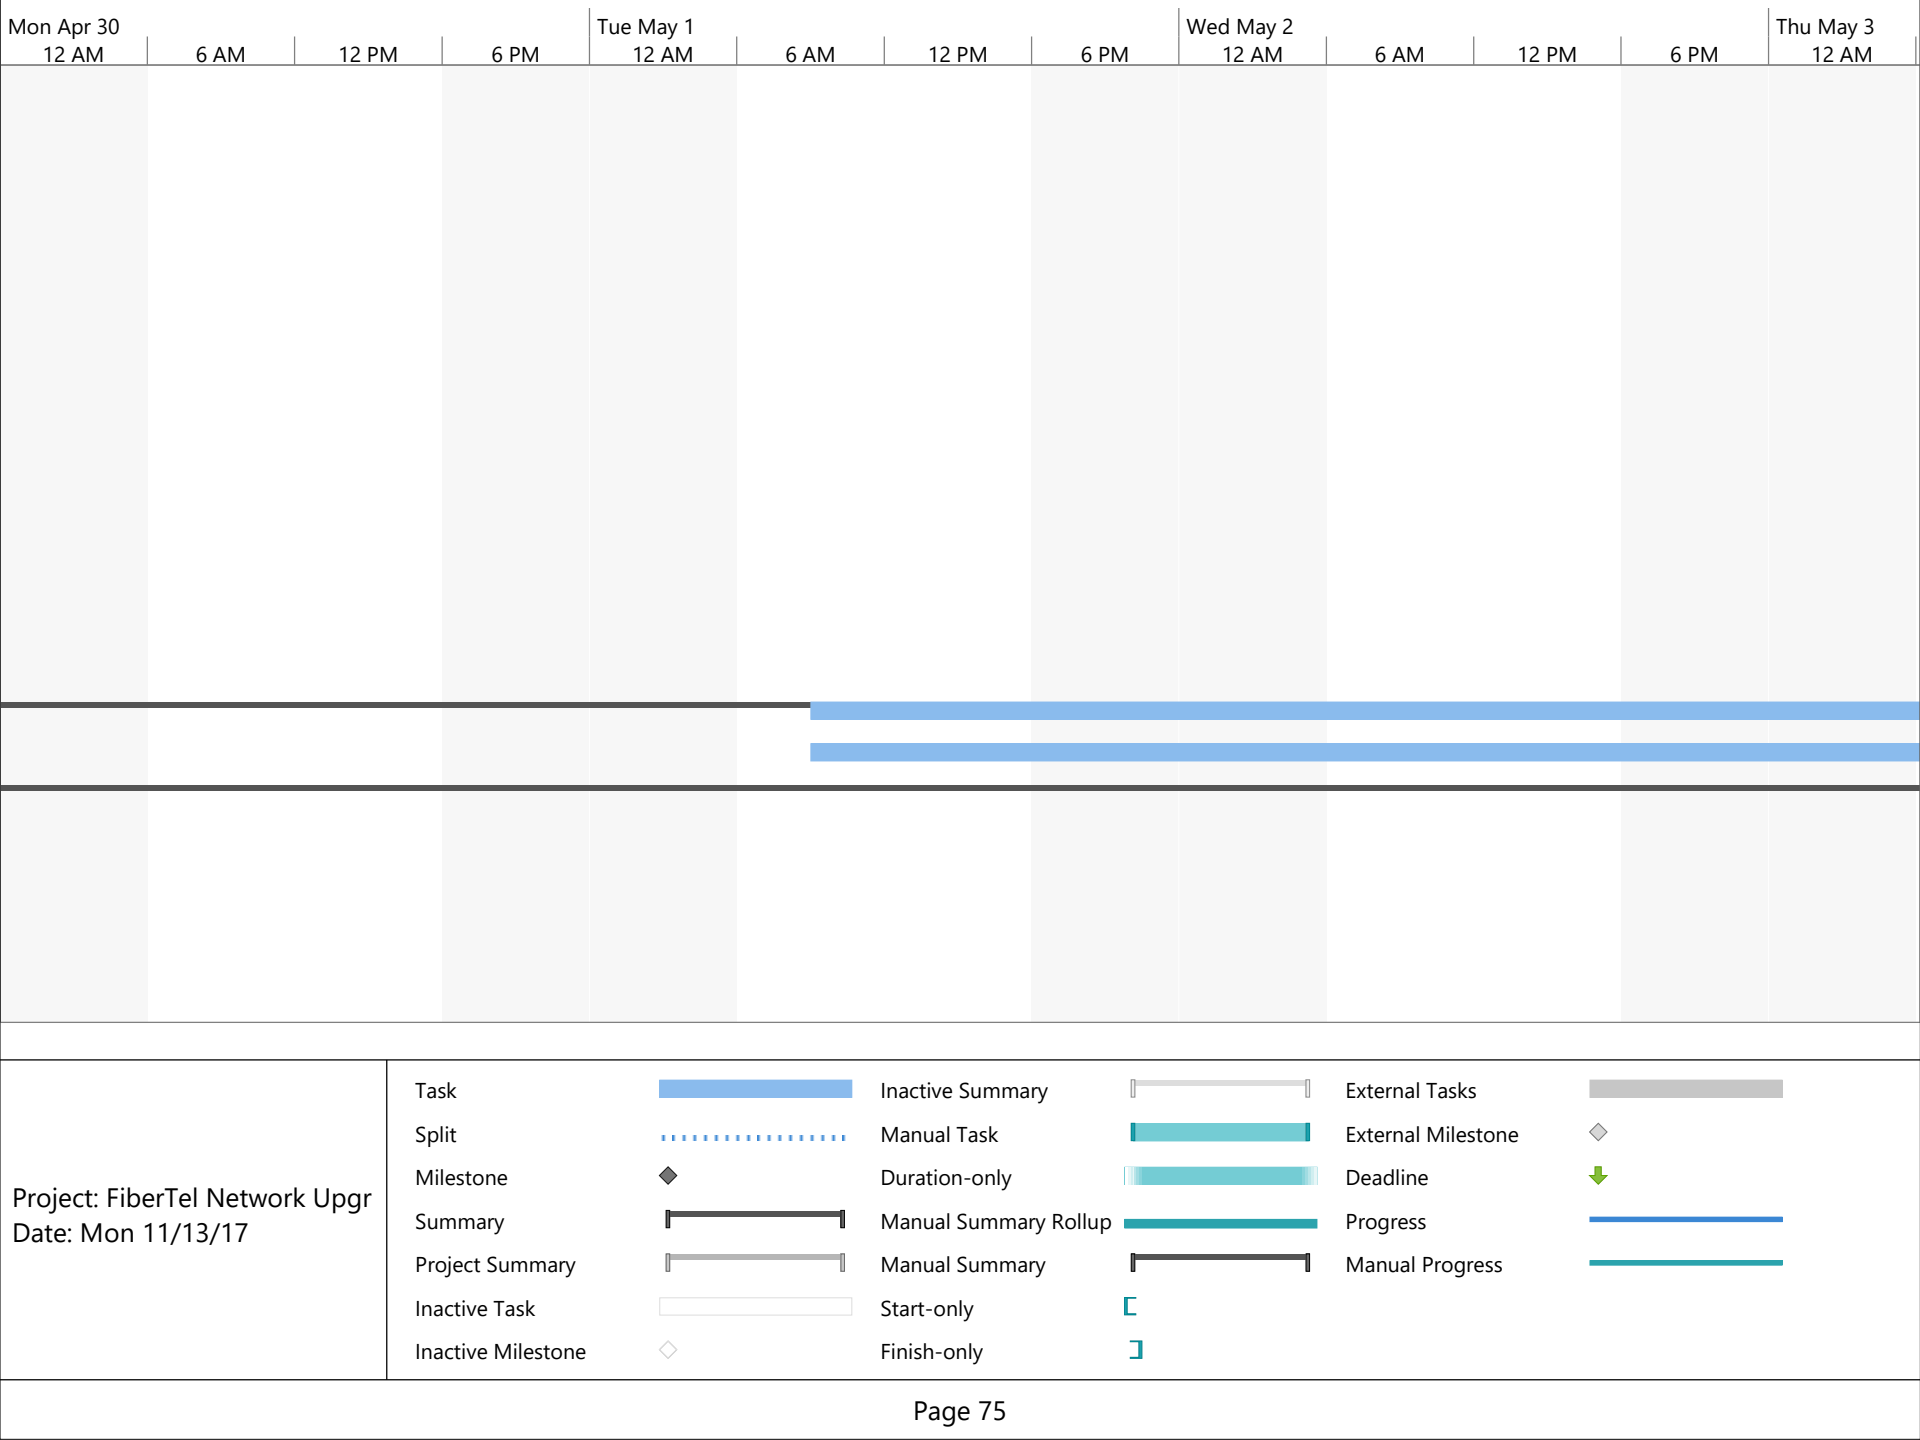 Mon Apr 30 Tue May 1 Wed May 2 Thu May 3
12 AM 6 AM 12 PM 6 PM 12 AM 6 AM 12 PM 6 PM 12 AM 6 AM 12 PM 6 PM 12 AM
Project: FiberTel Network Upgr
Date: Mon 11/13/17
Task
Split
Milestone
Summary
Project Summary
Inactive Task
Inactive Milestone
Inactive Summary
Manual Task
Duration-only
Manual Summary Rollup
Manual Summary
Start-only
Finish-only
External Tasks
External Milestone
Deadline
Progress
Manual Progress
Page 75